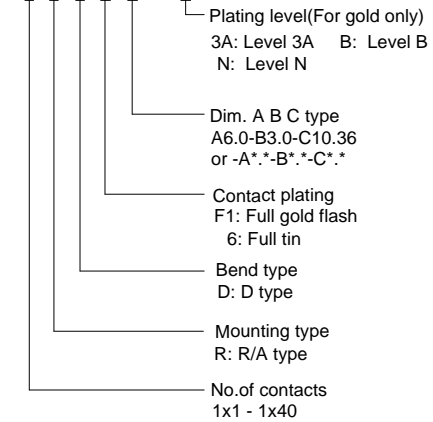 Plating level(For gold only)
3A: Level 3A B: Level B
N: Level N
Dim. A B C type
A6.0-B3.0-C10.36
or -A*.*-B*.*-C*.*
Contact plating
F1: Full gold flash
6: Full tin
Bend type
D: D type
Mounting type
R: R/A type
No.of contacts
1x1 - 1x40